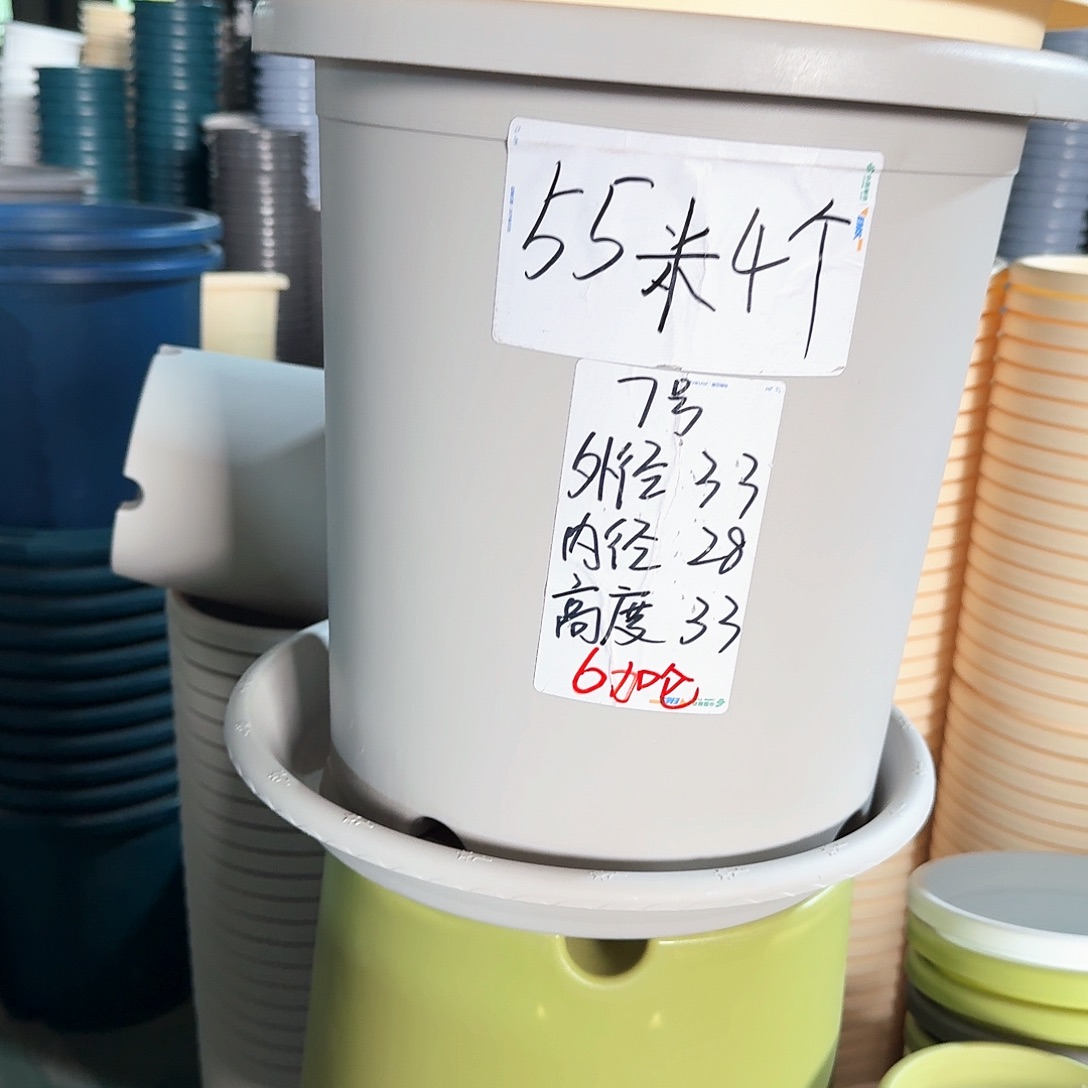 55米4个
7号
外径 33
内径 28
高度 33
6加仑